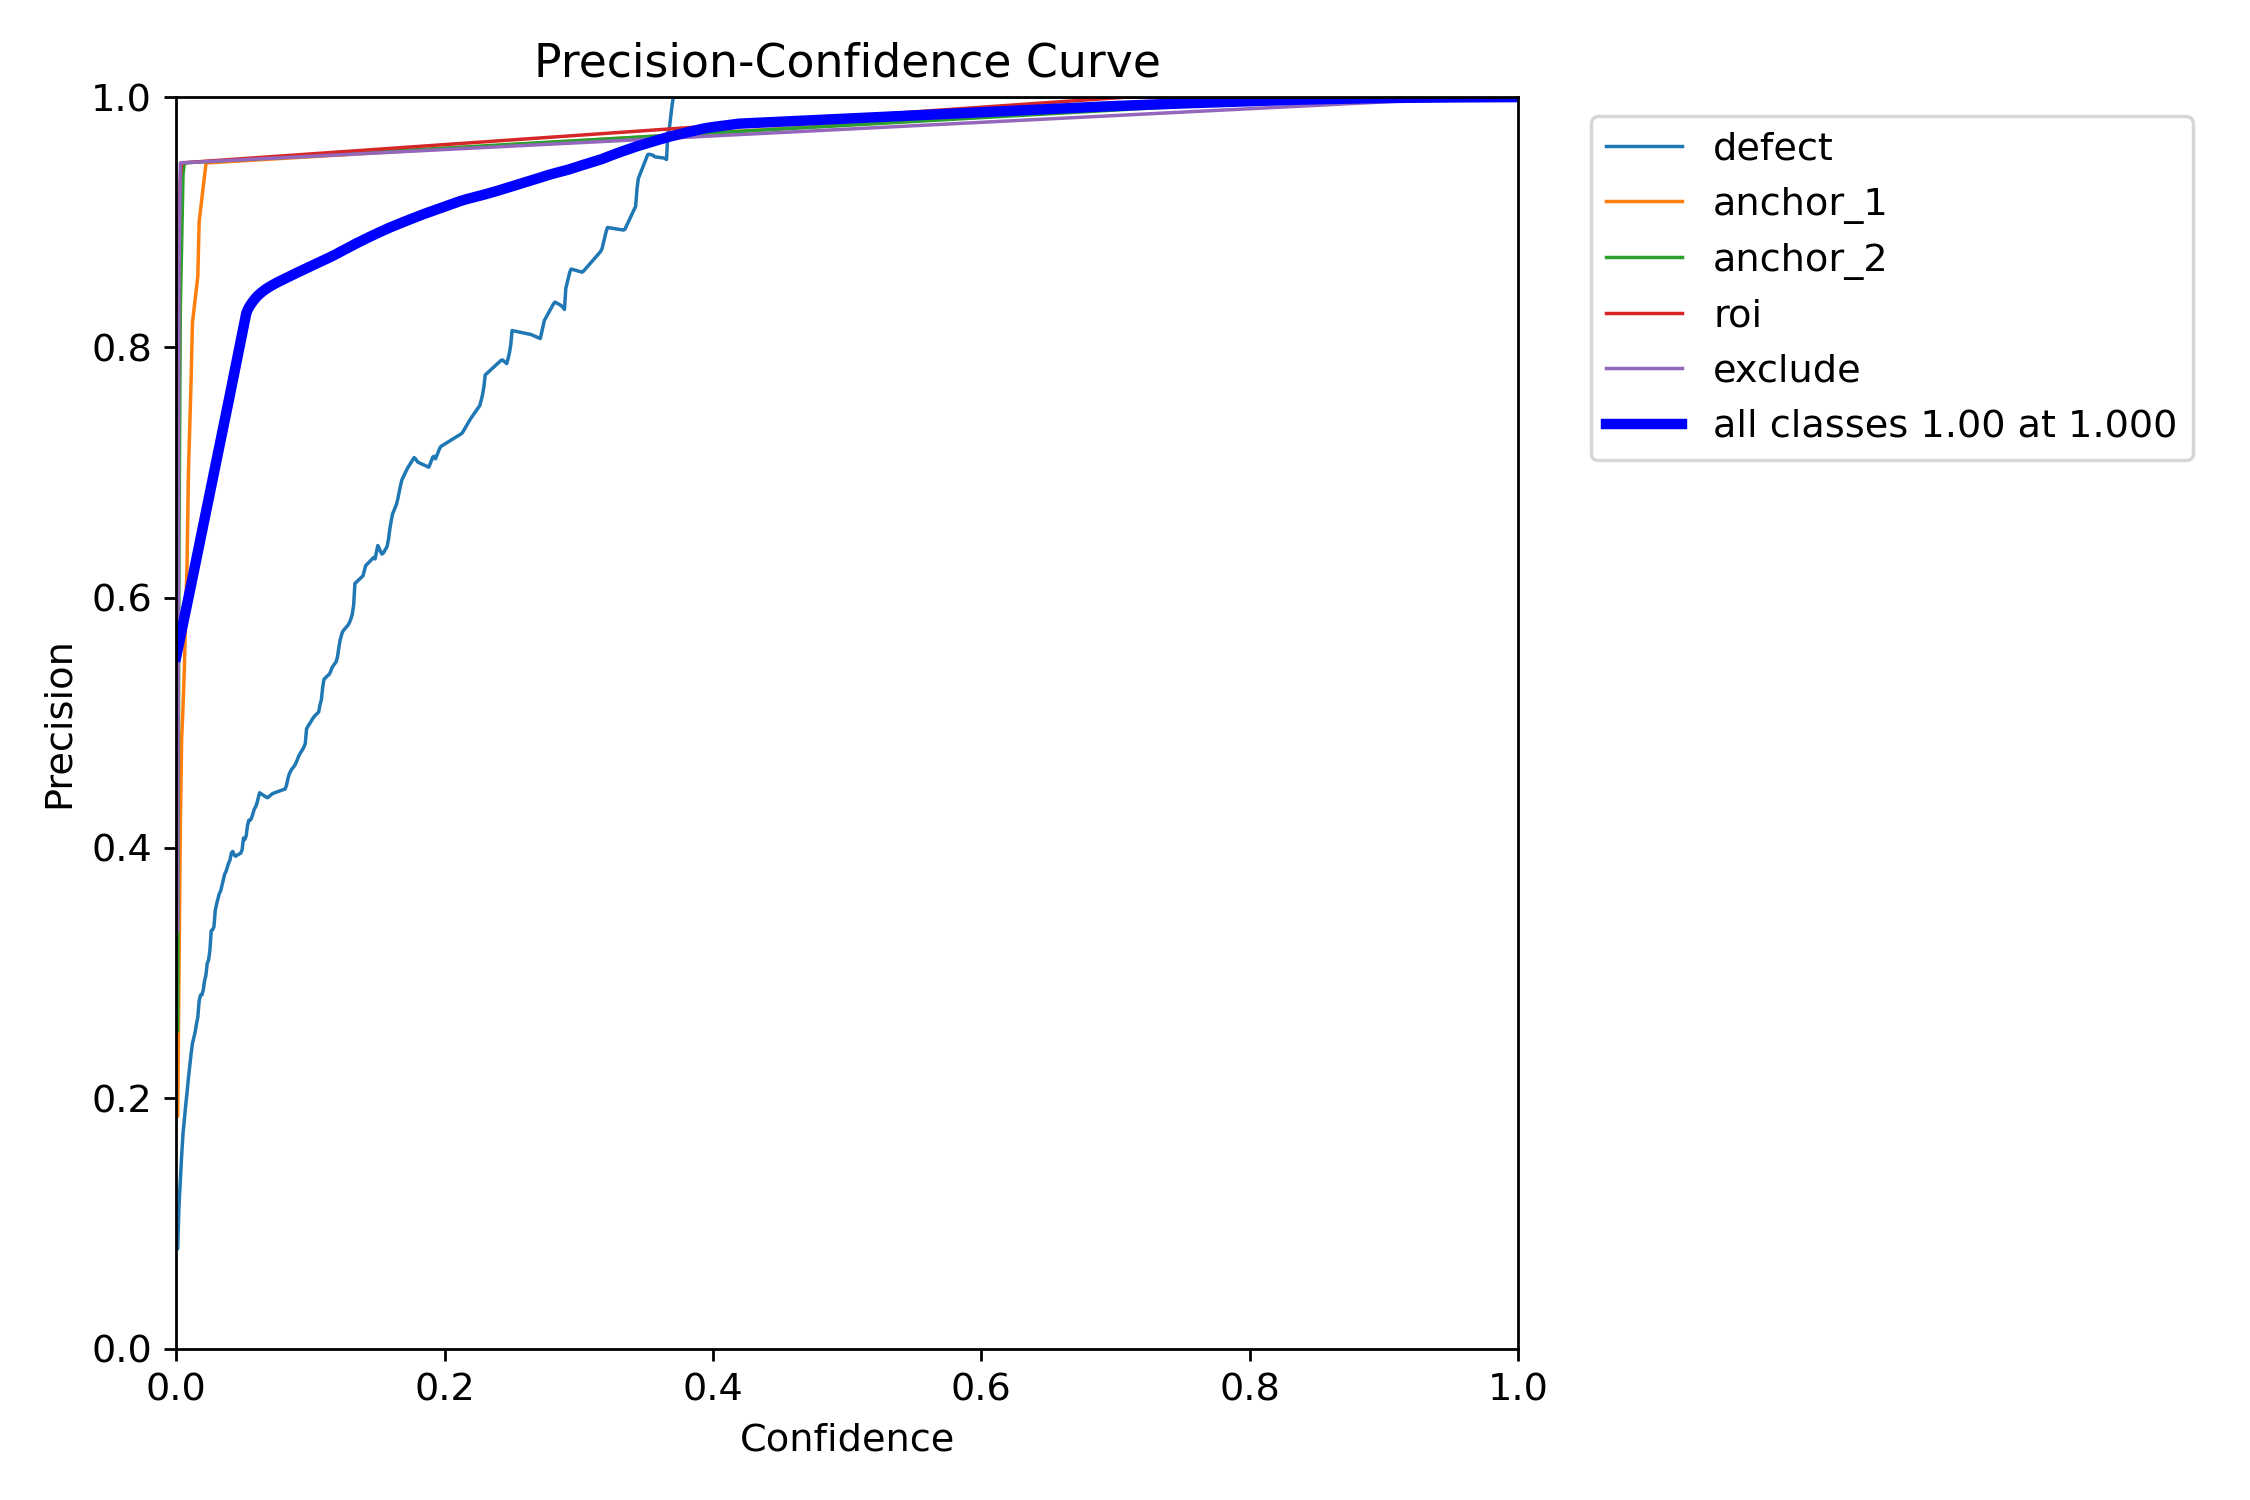 Precision-Confidence Curve
1.0
0.8
0.6
0.4
0.2
0.0
Precision
0.0 0.2 0.4 0.6 0.8 1.0
Confidence
defect
anchor_1
anchor_2
roi
exclude
all classes 1.00 at 1.000